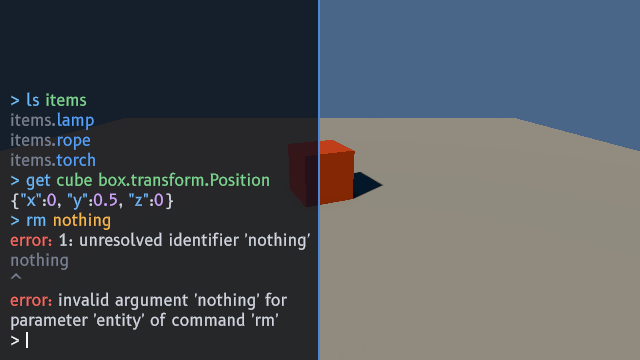 > ls items
items.lamp
items.rope
items.torch
> get cube box.transform.Position
{"x":0, "y":0.5, "z":0}
> rm nothing
error: 1: unresolved identifier 'nothing'
nothing
^
error: invalid argument 'nothing' for
parameter 'entity' of command 'rm'
>